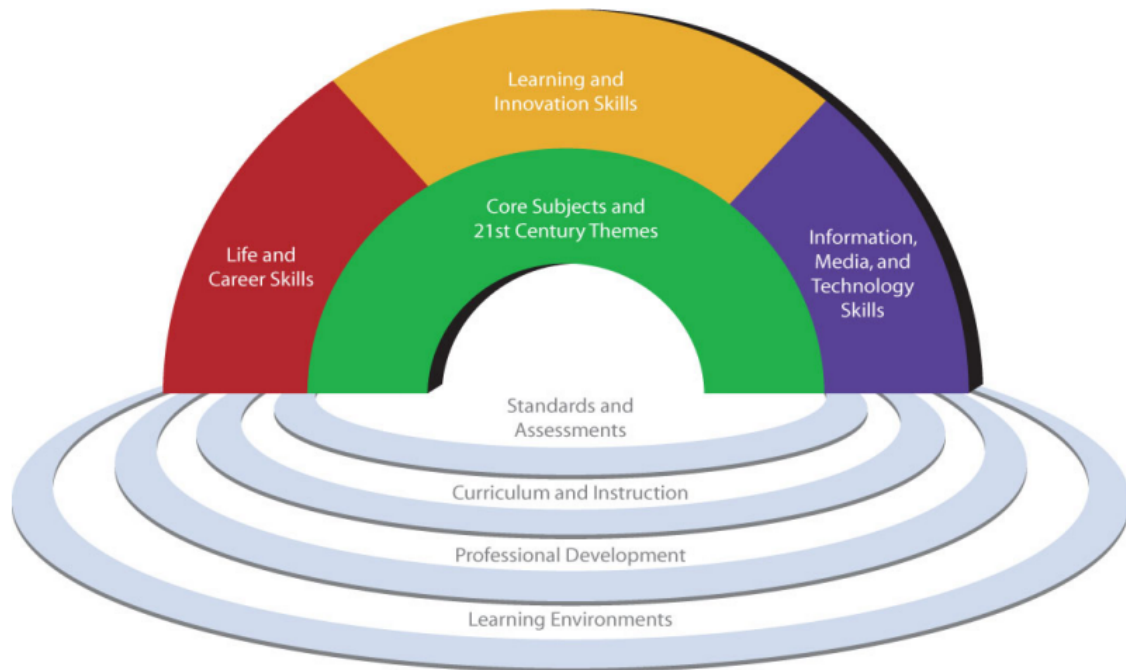 Learning and
Innovation Skills
Core Subjects and
21st Century Themes
Life and
Career Skills
Information,
Media, and
Technology
Skills
Standards and
Assessments
Curriculum and Instruction
Professional Development
Learning Environments